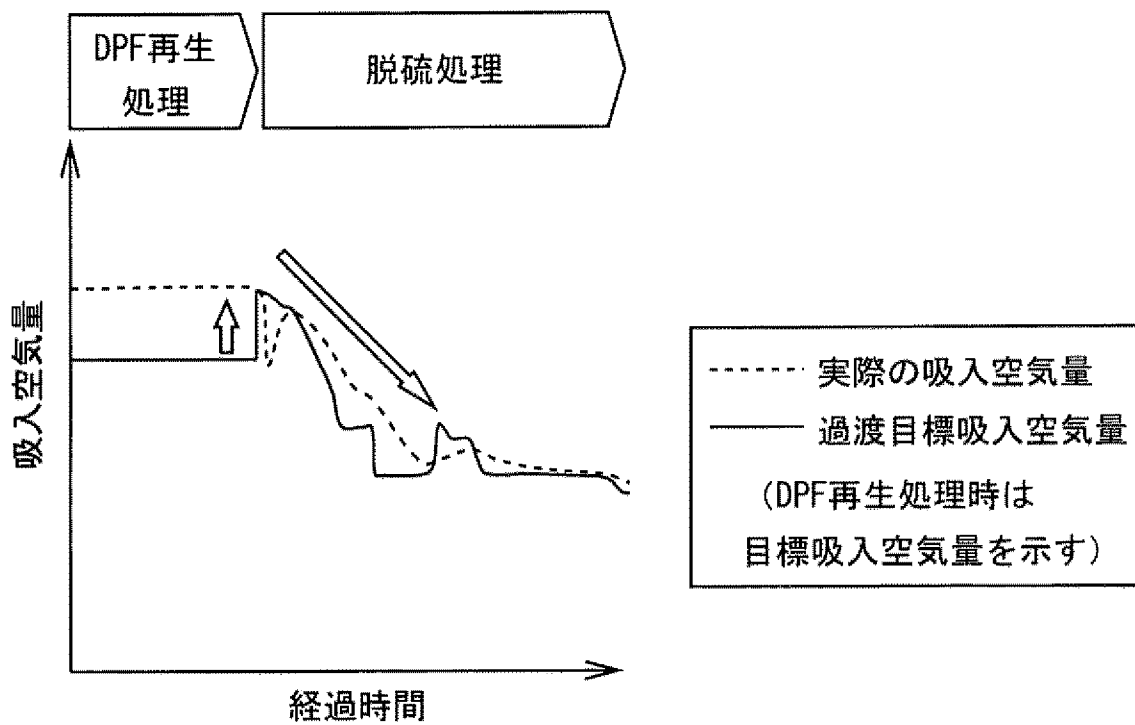 DPF再生
処理
脱硫処理
吸入空気量
実際の吸入空気量
過渡目標吸入空気量
(DPF再生処理時は
目標吸入空気量を示す)
経過時間